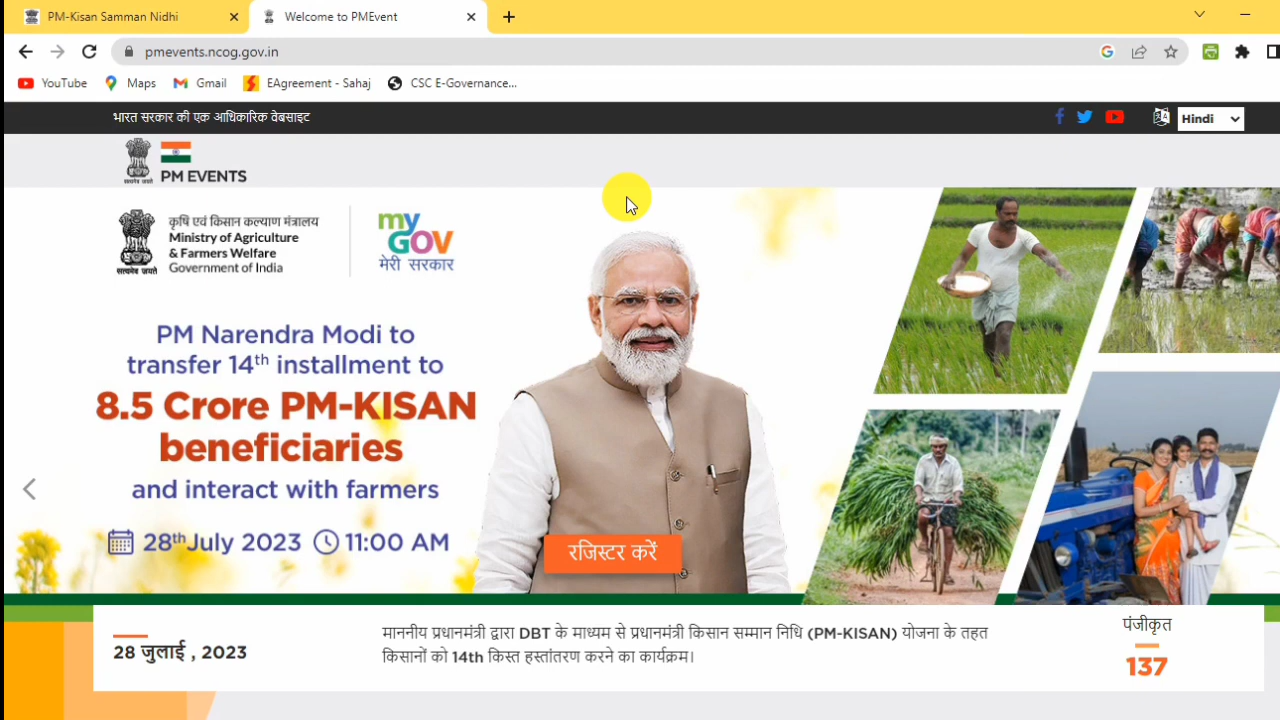 PM-Kisan Samman Nidhi
Welcome to PMEvent
pmevents.ncog.gov.in
YouTube
Maps
Gmail
EAgreement - Sahaj
CSC E-Governance...
भारत सरकार की एक आधिकारिक वेबसाइट
Hindi
PM EVENTS
सत्यमेव जयते
कृषि एवं किसान कल्याण मंत्रालय
Ministry of Agriculture
& Farmers Welfare
Government of India
my
GOV
मेरी सरकार
PM Narendra Modi to
transfer 14th installment to
8.5 Crore PM-KISAN
beneficiaries
and interact with farmers
28th July 2023 11:00 AM
रजिस्टर करें
28 जुलाई , 2023
माननीय प्रधानमंत्री द्वारा DBT के माध्यम से प्रधानमंत्री किसान सम्मान निधि (PM-KISAN) योजना के तहत
किसानों को 14th किस्त हस्तांतरण करने का कार्यक्रम।
पंजीकृत
137